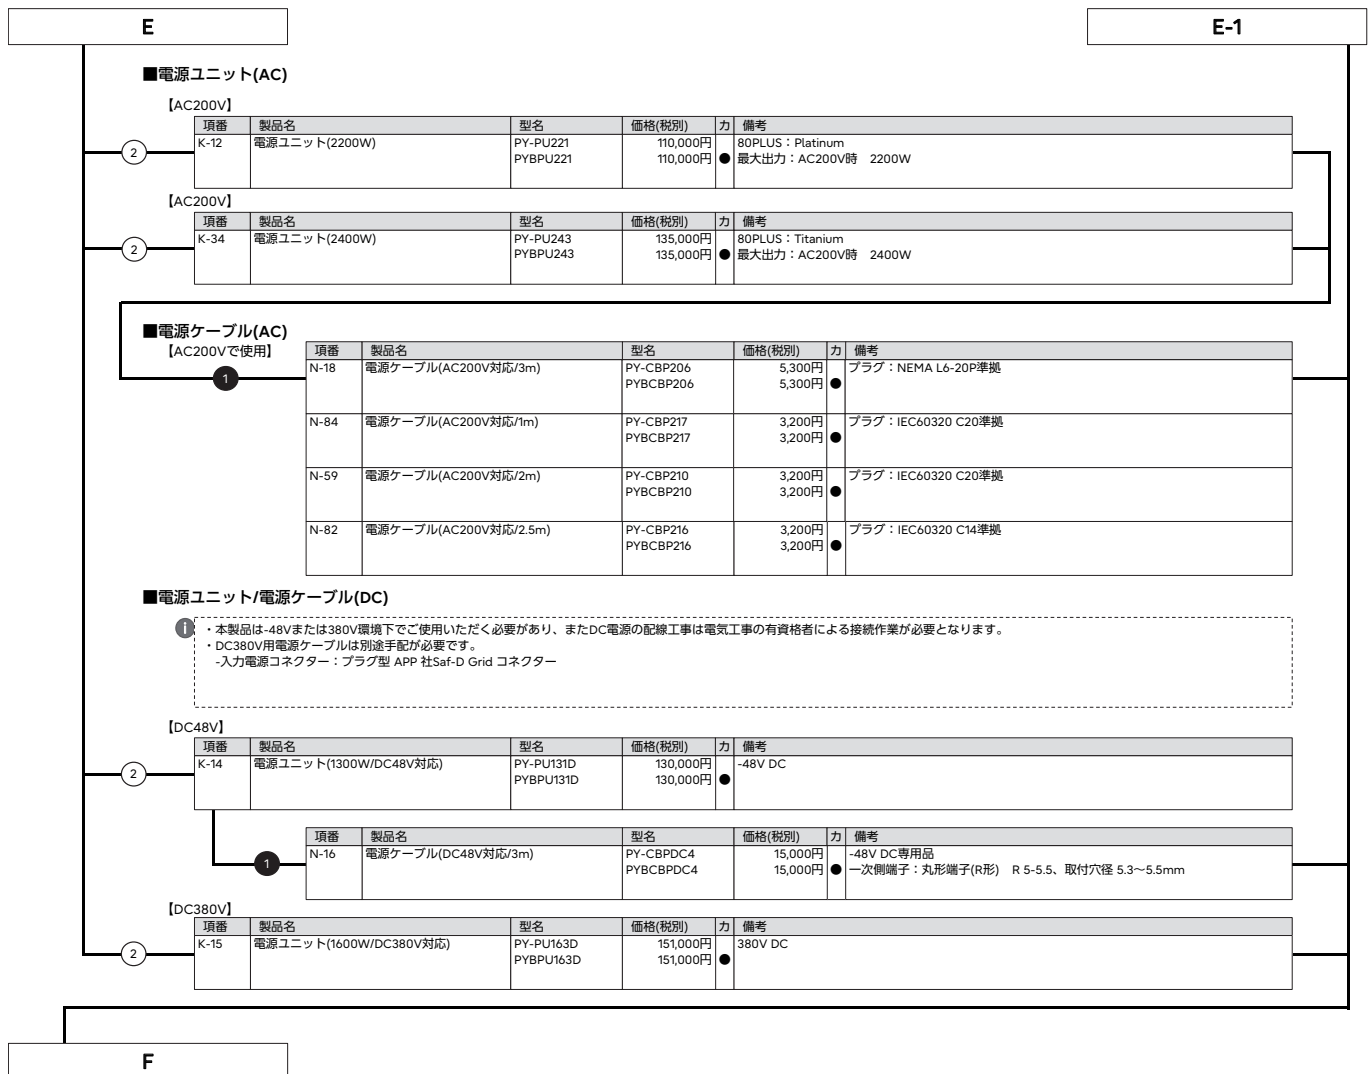 E
E-1
■電源ユニット(AC)
【AC200V】
項番 製品名 型名 価格(税別) カ 備考
② K-12 電源ユニット(2200W) PY-PU221 110,000円 80PLUS：Platinum
PYBPU221 110,000円 ● 最大出力：AC200V時　2200W
【AC200V】
項番 製品名 型名 価格(税別) カ 備考
② K-34 電源ユニット(2400W) PY-PU243 135,000円 80PLUS：Titanium
PYBPU243 135,000円 ● 最大出力：AC200V時　2400W
■電源ケーブル(AC)
【AC200Vで使用】 項番 製品名 型名 価格(税別) カ 備考
❶ N-18 電源ケーブル(AC200V対応/3m) PY-CBP206 5,300円 プラグ：NEMA L6-20P準拠
PYBCBP206 5,300円 ●
N-84 電源ケーブル(AC200V対応/1m) PY-CBP217 3,200円 プラグ：IEC60320 C20準拠
PYBCBP217 3,200円 ●
N-59 電源ケーブル(AC200V対応/2m) PY-CBP210 3,200円 プラグ：IEC60320 C20準拠
PYBCBP210 3,200円 ●
N-82 電源ケーブル(AC200V対応/2.5m) PY-CBP216 3,200円 プラグ：IEC60320 C14準拠
PYBCBP216 3,200円 ●
■電源ユニット/電源ケーブル(DC)
i ・本製品は-48Vまたは380V環境下でご使用いただく必要があり、またDC電源の配線工事は電気工事の有資格者による接続作業が必要となります。
・DC380V用電源ケーブルは別途手配が必要です。
-入力電源コネクター：プラグ型 APP 社Saf-D Grid コネクター
【DC48V】
項番 製品名 型名 価格(税別) カ 備考
② K-14 電源ユニット(1300W/DC48V対応) PY-PU131D 130,000円 -48V DC
PYBPU131D 130,000円 ●
項番 製品名 型名 価格(税別) カ 備考
❶ N-16 電源ケーブル(DC48V対応/3m) PY-CBPDC4 15,000円 -48V DC専用品
PYBCBPDC4 15,000円 ● 一次側端子：丸形端子(R形)　R 5-5.5、取付穴径 5.3～5.5mm
【DC380V】
項番 製品名 型名 価格(税別) カ 備考
② K-15 電源ユニット(1600W/DC380V対応) PY-PU163D 151,000円 380V DC
PYBPU163D 151,000円 ●
F